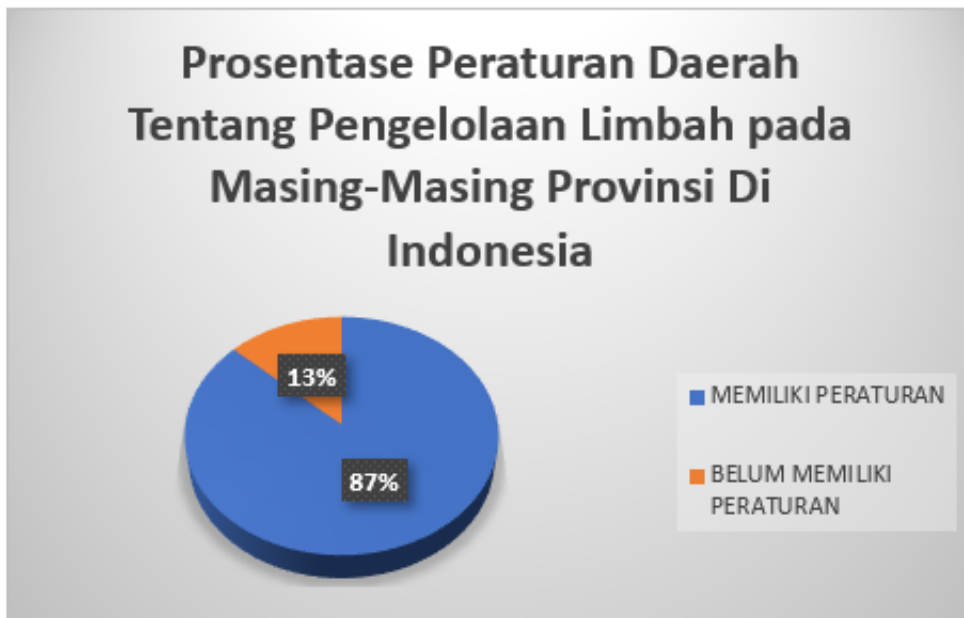 Prosentase Peraturan Daerah
Tentang Pengelolaan Limbah pada
Masing-Masing Provinsi Di
Indonesia
13%
87%
MEMILIKI PERATURAN
BELUM MEMILIKI
PERATURAN